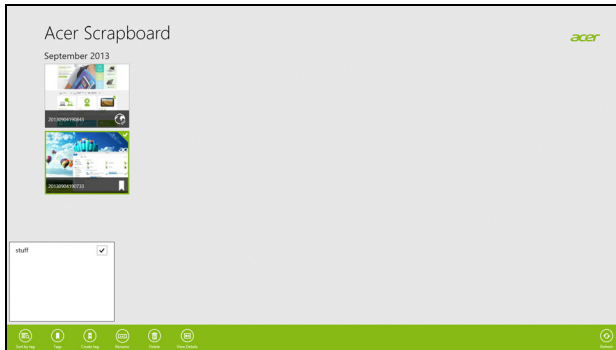 Acer Scrapboard
acer
September 2013
20130904190843
20130904190733
stuff
Sort by tag
Tags
Create tag
Rename
Delete
View Details
Refresh